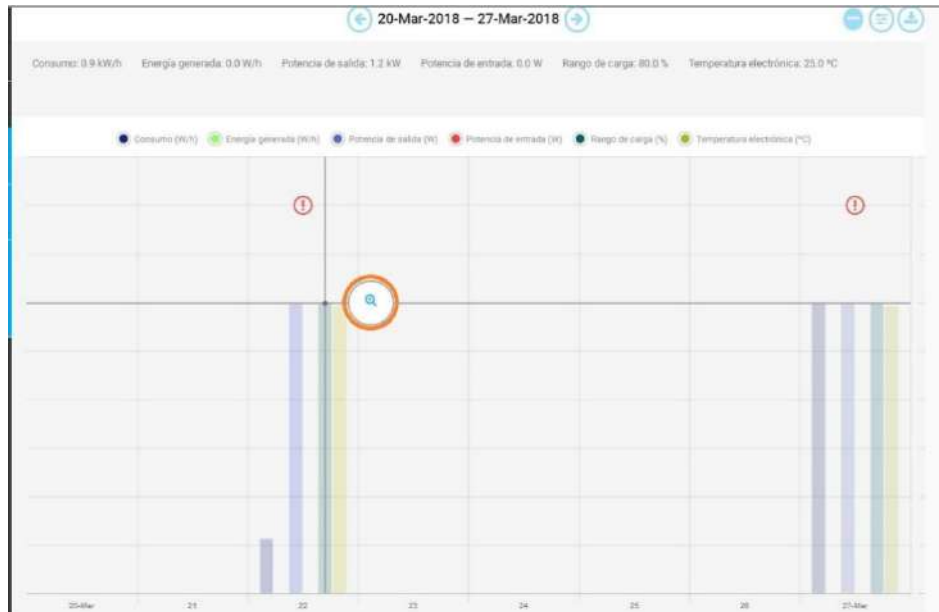 20-Mar-2018 — 27-Mar-2018
Consumo: 0.9 kW/h Energía generada: 0.0 W/h Potencia de salida: 1.2 kW Potencia de entrada: 0.0 W Rango de carga: 80.0 % Temperatura electrónica: 25.0 ºC
Consumo (W/h) Energía generada (W/h) Potencia de salida (W) Potencia de entrada (W) Rango de carga (%) Temperatura electrónica (ºC)
20-Mar 21 22 23 24 25 26 27-Mar